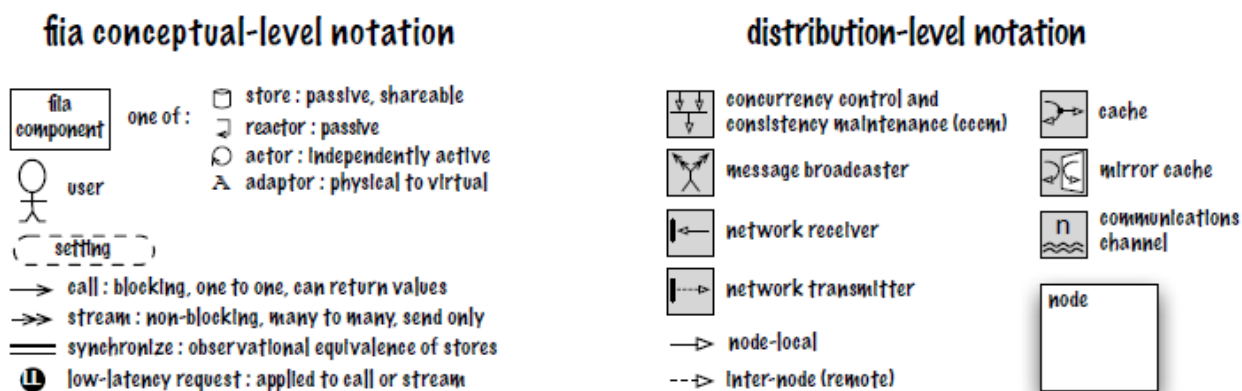 fiia conceptual-level notation
fiia
component
one of :
store : passive, shareable
reactor : passive
actor : independently active
A adaptor : physical to virtual
user
setting
call : blocking, one to one, can return values
stream : non-blocking, many to many, send only
synchronize : observational equivalence of stores
LL low-latency request : applied to call or stream
distribution-level notation
concurrency control and
consistency maintenance (cccm)
message broadcaster
network receiver
network transmitter
node-local
inter-node (remote)
cache
mirror cache
n
communications
channel
node